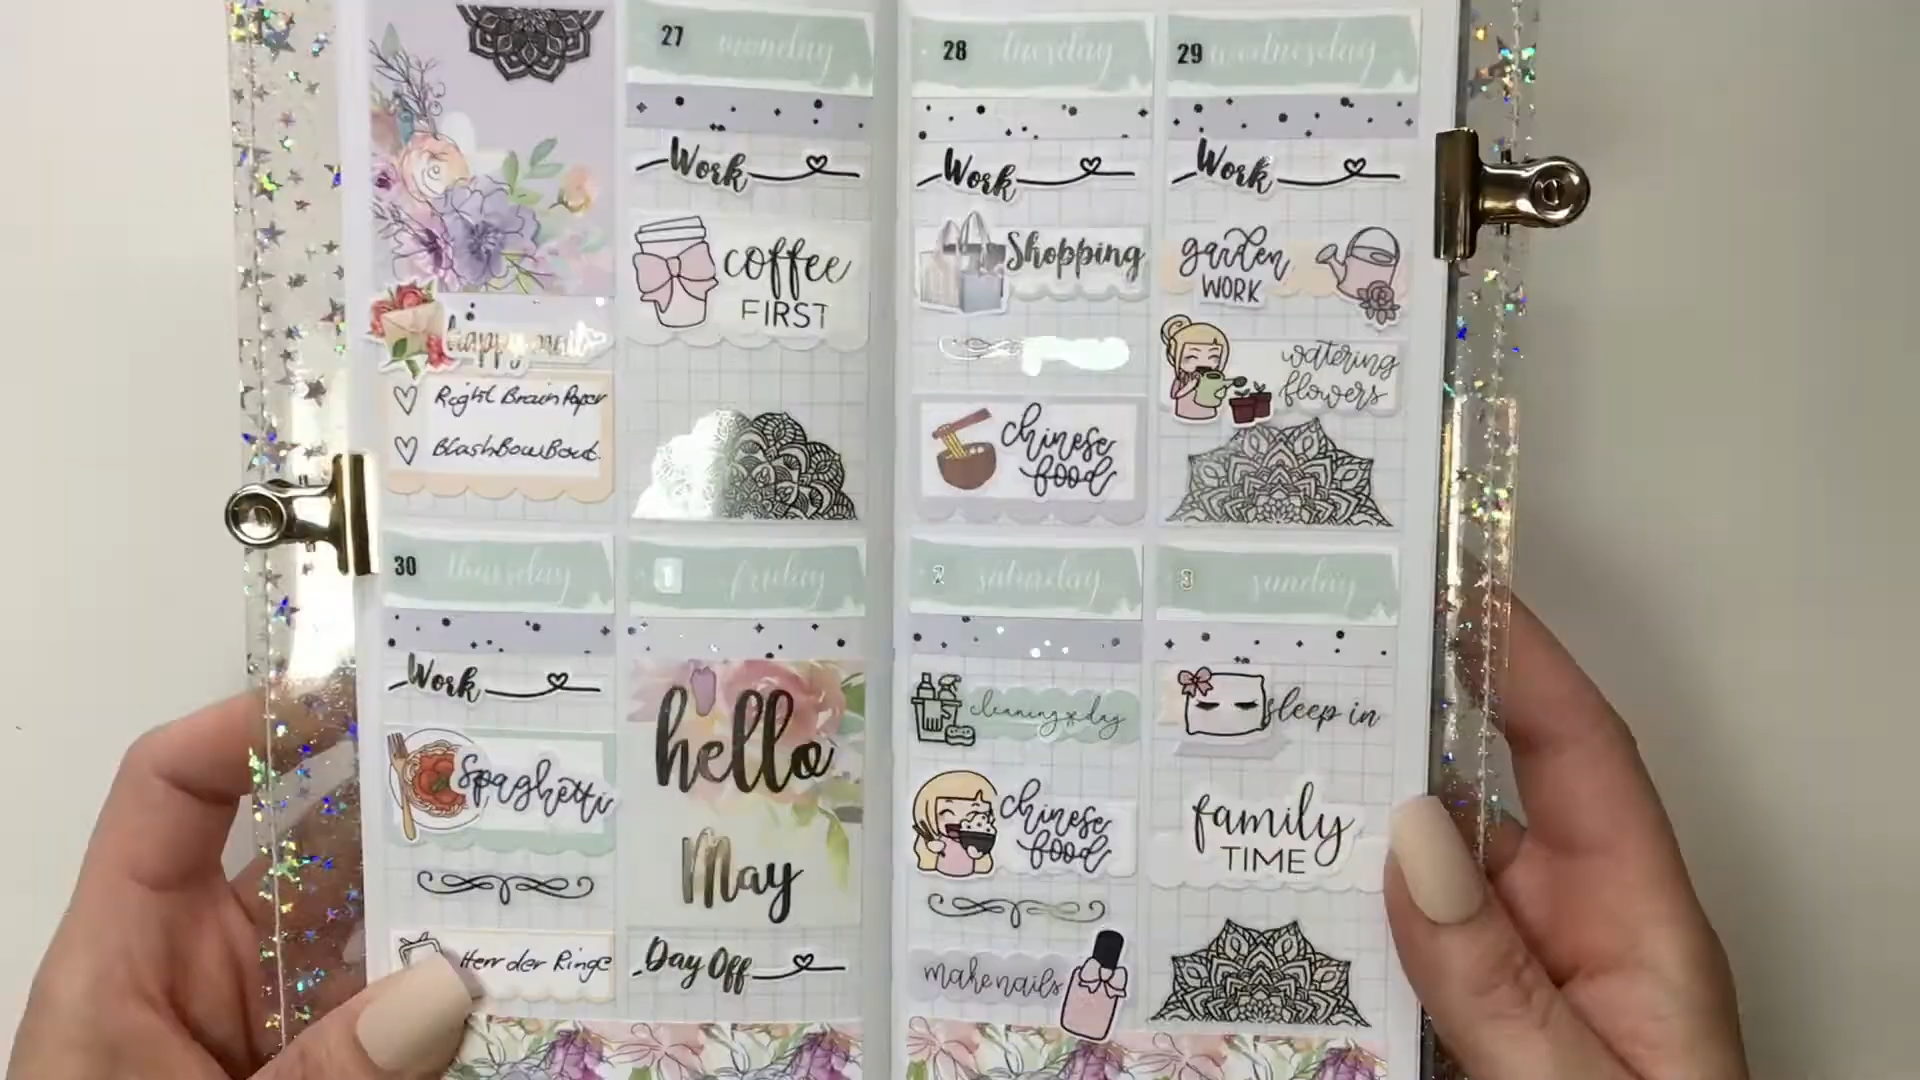 27 monday
Work
coffee
FIRST
28 tuesday
Work
Shopping
chinese
food
29 wednesday
Work
garden
WORK
watering
flowers
happy mail
Right Brain Paper
30 thursday
Work
Spaghetti
Herr der Ringe
1 friday
hello
May
Day Off
2 saturday
cleaning day
chinese
food
make nails
3 sunday
sleep in
family
TIME